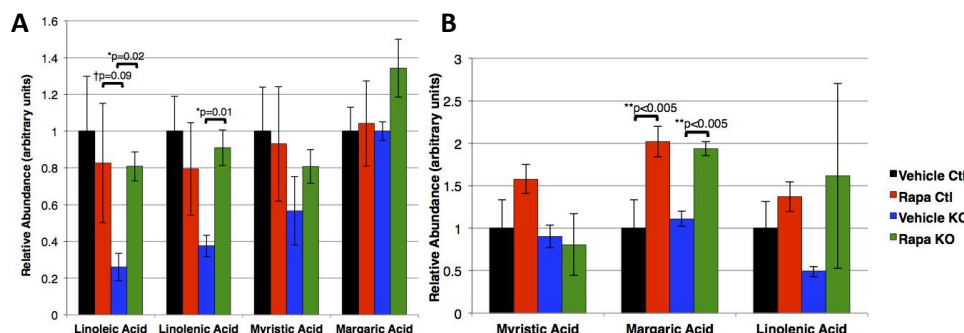 A
Relative Abundance (arbitrary units)
1.6
1.4
1.2
1
0.8
0.6
0.4
0.2
0
*p=0.02
†p=0.09
*p=0.01
Linoleic Acid Linolenic Acid Myristic Acid Margaric Acid
B
Relative Abundance (arbitrary units)
3
2.5
2
1.5
1
0.5
0
**p<0.005
**p<0.005
Myristic Acid Margaric Acid Linolenic Acid
Vehicle Ctl
Rapa Ctl
Vehicle KO
Rapa KO